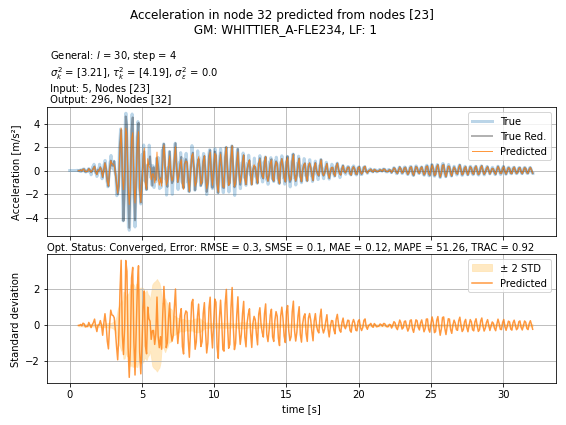 Acceleration in node 32 predicted from nodes [23]
GM: WHITTIER_A-FLE234, LF: 1
General: l = 30, step = 4
σ²ₖ = [3.21], τ²ₖ = [4.19], σ²ε = 0.0
Input: 5, Nodes [23]
Output: 296, Nodes [32]
Acceleration [m/s²]
4
2
0
−2
−4
True
True Red.
Predicted
Opt. Status: Converged, Error: RMSE = 0.3, SMSE = 0.1, MAE = 0.12, MAPE = 51.26, TRAC = 0.92
Standard deviation
2
0
−2
± 2 STD
Predicted
0 5 10 15 20 25 30
time [s]